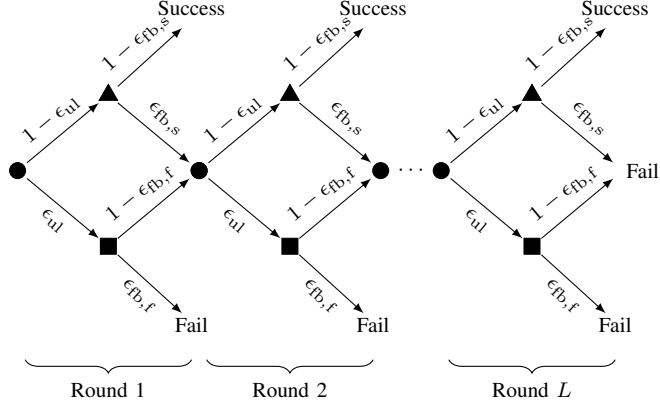 Success Success Success
1 − ϵfb,s 1 − ϵfb,s 1 − ϵfb,s
1 − ϵul ϵfb,s 1 − ϵul ϵfb,s 1 − ϵul ϵfb,s
··· Fail
ϵul 1 − ϵfb,f ϵul 1 − ϵfb,f ϵul 1 − ϵfb,f
ϵfb,f ϵfb,f ϵfb,f
Fail Fail Fail
Round 1 Round 2 Round L